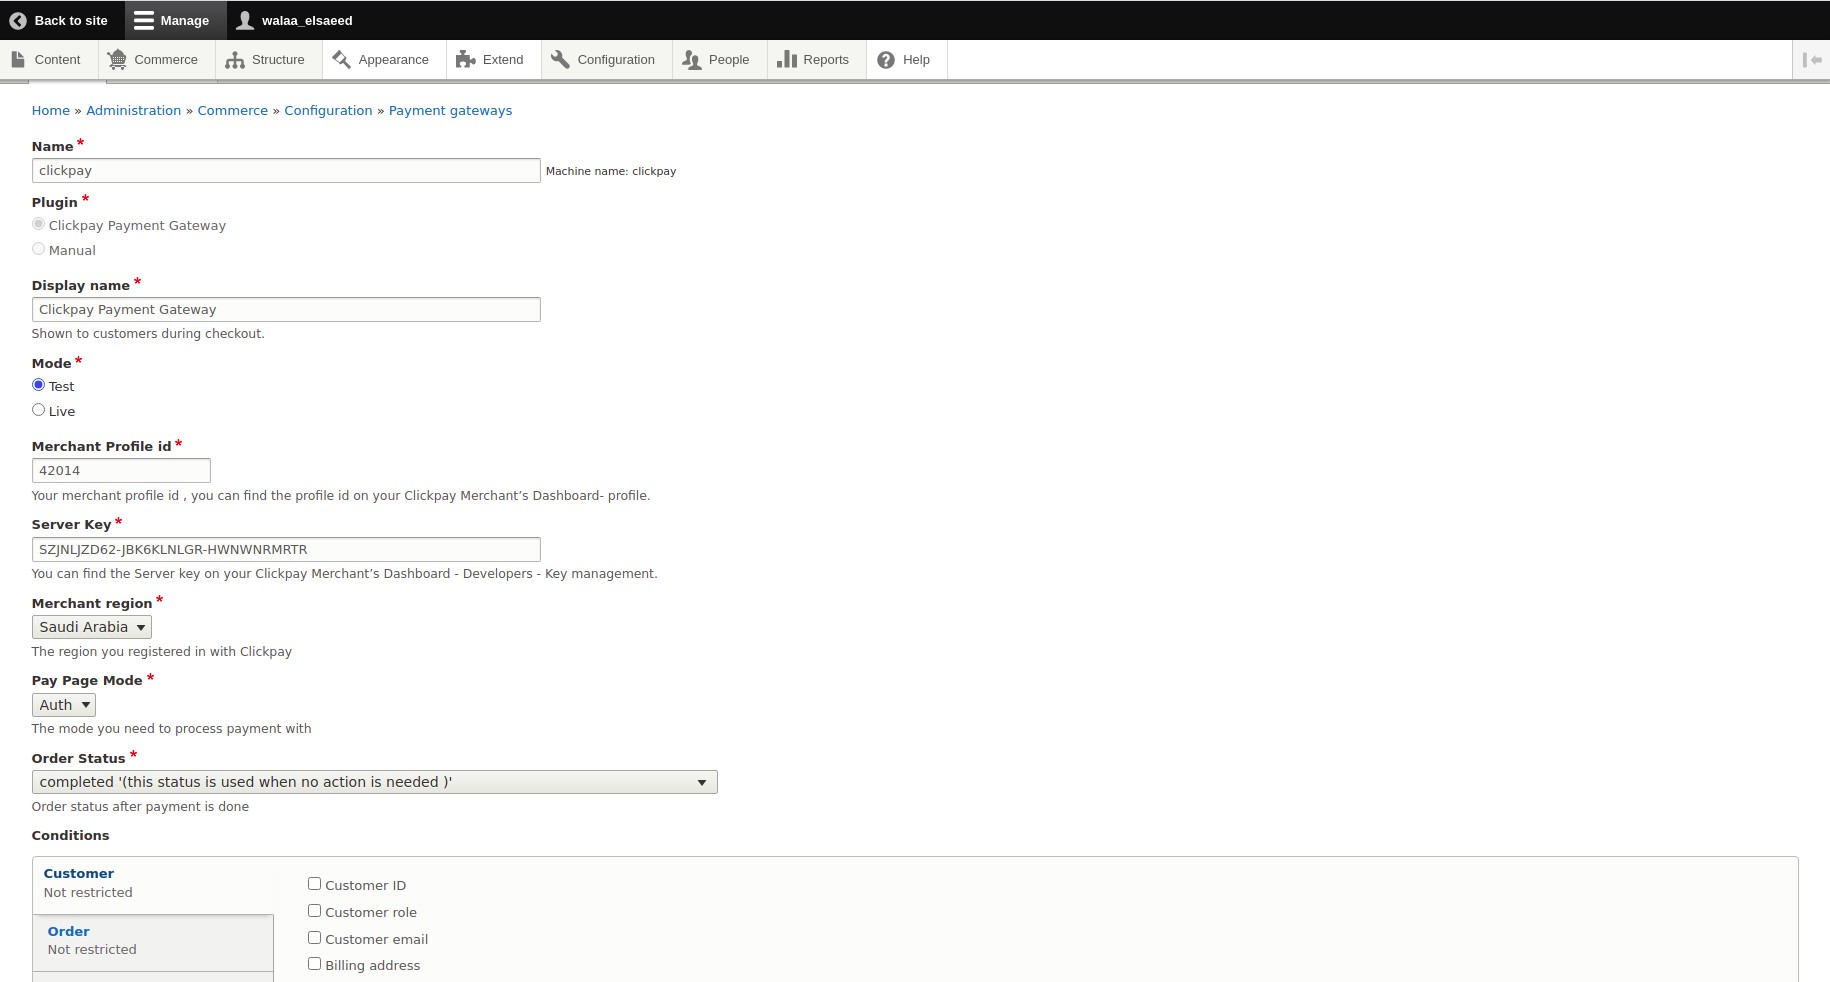 Back to site Manage walaa_elsaeed
Content Commerce Structure Appearance Extend Configuration People Reports Help
Home » Administration » Commerce » Configuration » Payment gateways
Name *
clickpay Machine name: clickpay
Plugin *
Clickpay Payment Gateway
Manual
Display name *
Clickpay Payment Gateway
Shown to customers during checkout.
Mode *
Test
Live
Merchant Profile id *
42014
Your merchant profile id , you can find the profile id on your Clickpay Merchant’s Dashboard- profile.
Server Key *
SZJNLJZD62-JBK6KLNLGR-HWNWNRMRTR
You can find the Server key on your Clickpay Merchant’s Dashboard - Developers - Key management.
Merchant region *
Saudi Arabia
The region you registered in with Clickpay
Pay Page Mode *
Auth
The mode you need to process payment with
Order Status *
completed '(this status is used when no action is needed )'
Order status after payment is done
Conditions
Customer
Not restricted
Order
Not restricted
Customer ID
Customer role
Customer email
Billing address